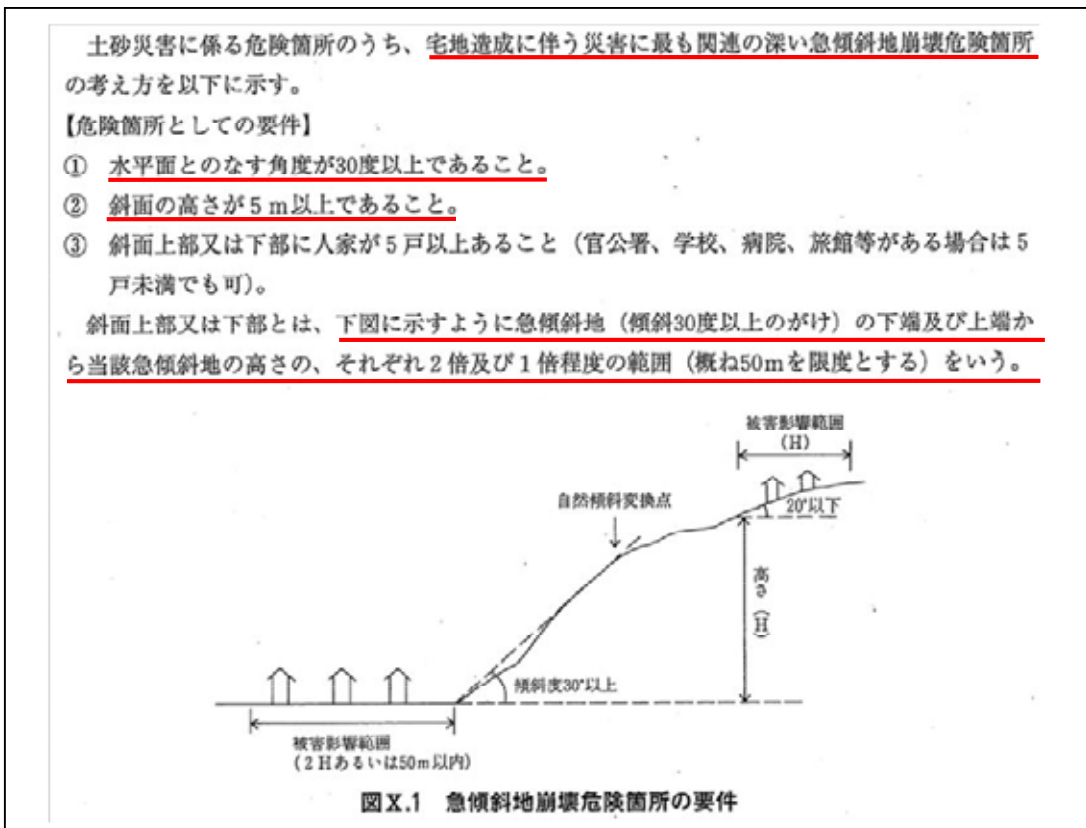 土砂災害に係る危険箇所のうち、宅地造成に伴う災害に最も関連の深い急傾斜地崩壊危険箇所
の考え方を以下に示す。
【危険箇所としての要件】
① 水平面とのなす角度が30度以上であること。
② 斜面の高さが5m以上であること。
③ 斜面上部又は下部に人家が5戸以上あること（官公署、学校、病院、旅館等がある場合は5
戸未満でも可）。
斜面上部又は下部とは、下図に示すように急傾斜地（傾斜30度以上のがけ）の下端及び上端か
ら当該急傾斜地の高さの、それぞれ2倍及び1倍程度の範囲（概ね50mを限度とする）をいう。
被害影響範囲
(H)
自然傾斜変換点
20°以下
高さ(H)
傾斜度30°以上
被害影響範囲
(2Hあるいは50m以内)
図X.1 急傾斜地崩壊危険箇所の要件